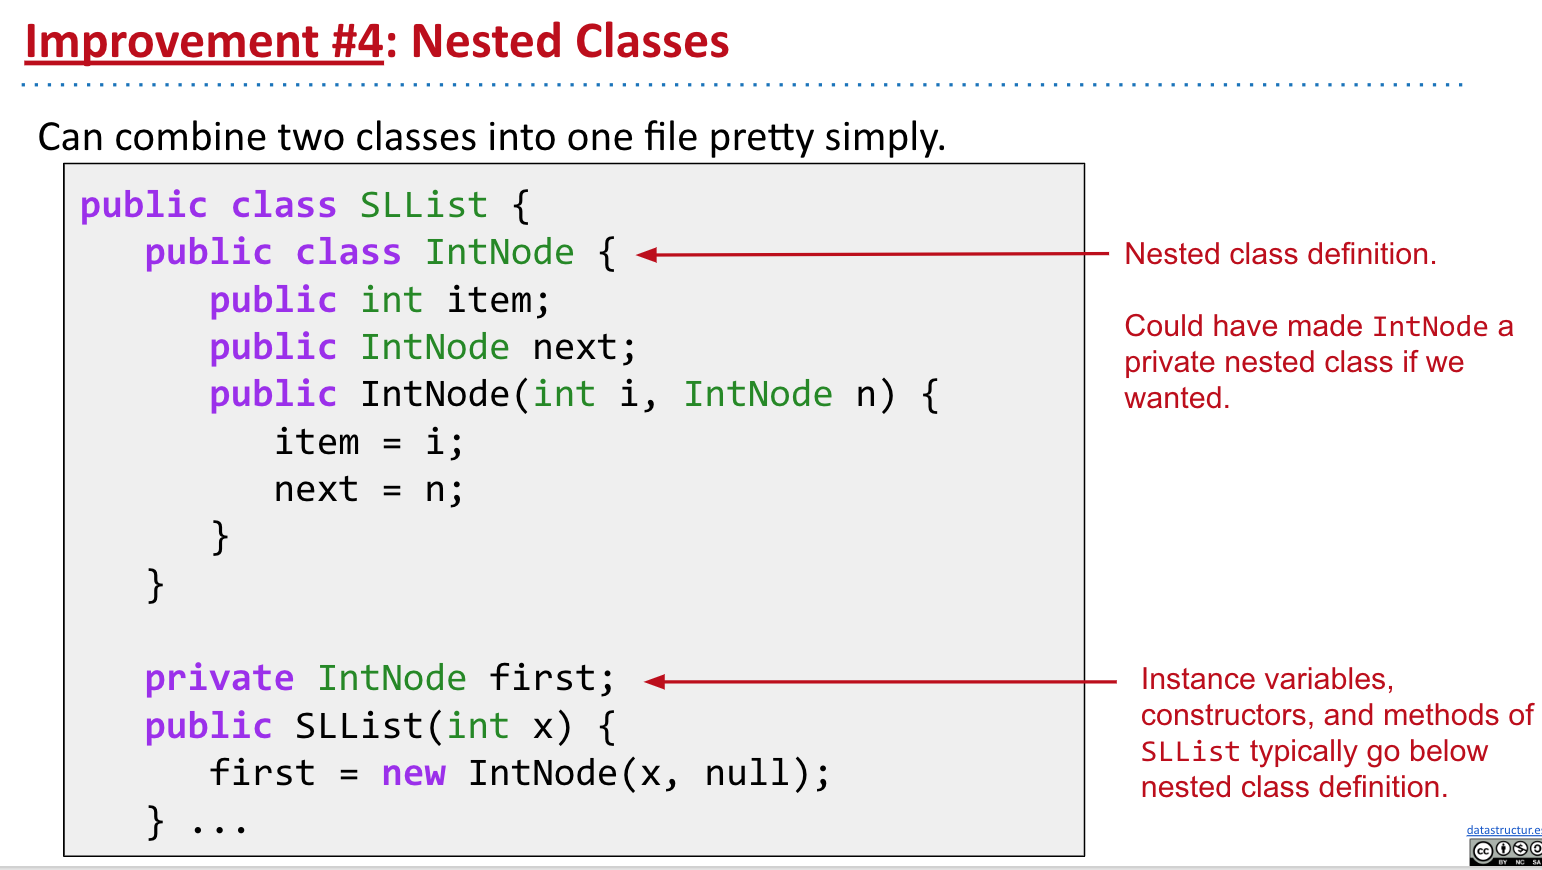 Improvement #4: Nested Classes
Can combine two classes into one file pretty simply.
public class SLList {
public class IntNode {
public int item;
public IntNode next;
public IntNode(int i, IntNode n) {
item = i;
next = n;
}
}
private IntNode first;
public SLList(int x) {
first = new IntNode(x, null);
} ...
Nested class definition.
Could have made IntNode a
private nested class if we
wanted.
Instance variables,
constructors, and methods of
SLList typically go below
nested class definition.
datastructur.es
cc
BY NC SA